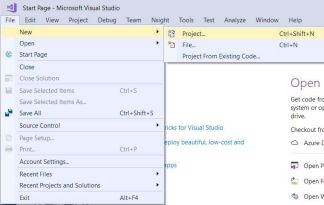 Start Page - Microsoft Visual Studio
File Edit View Project Debug Team Nsight Tools Test Analyze Window Help
New
Project... Ctrl+Shift+N
Open
File... Ctrl+N
Start Page
Project From Existing Code...
Close
Close Solution
Open
Save Selected Items Ctrl+S
Get code fro
Save Selected Items As...
system or op
drive.
Save All Ctrl+Shift+S
Source Control
ricks for Visual Studio
Checkout fro
Page Setup...
eploy beautiful, low-cost and
Azure D
Print... Ctrl+P
Account Settings...
apps
Open P
Recent Files
Open F
Recent Projects and Solutions
Exit Alt+F4
Open W